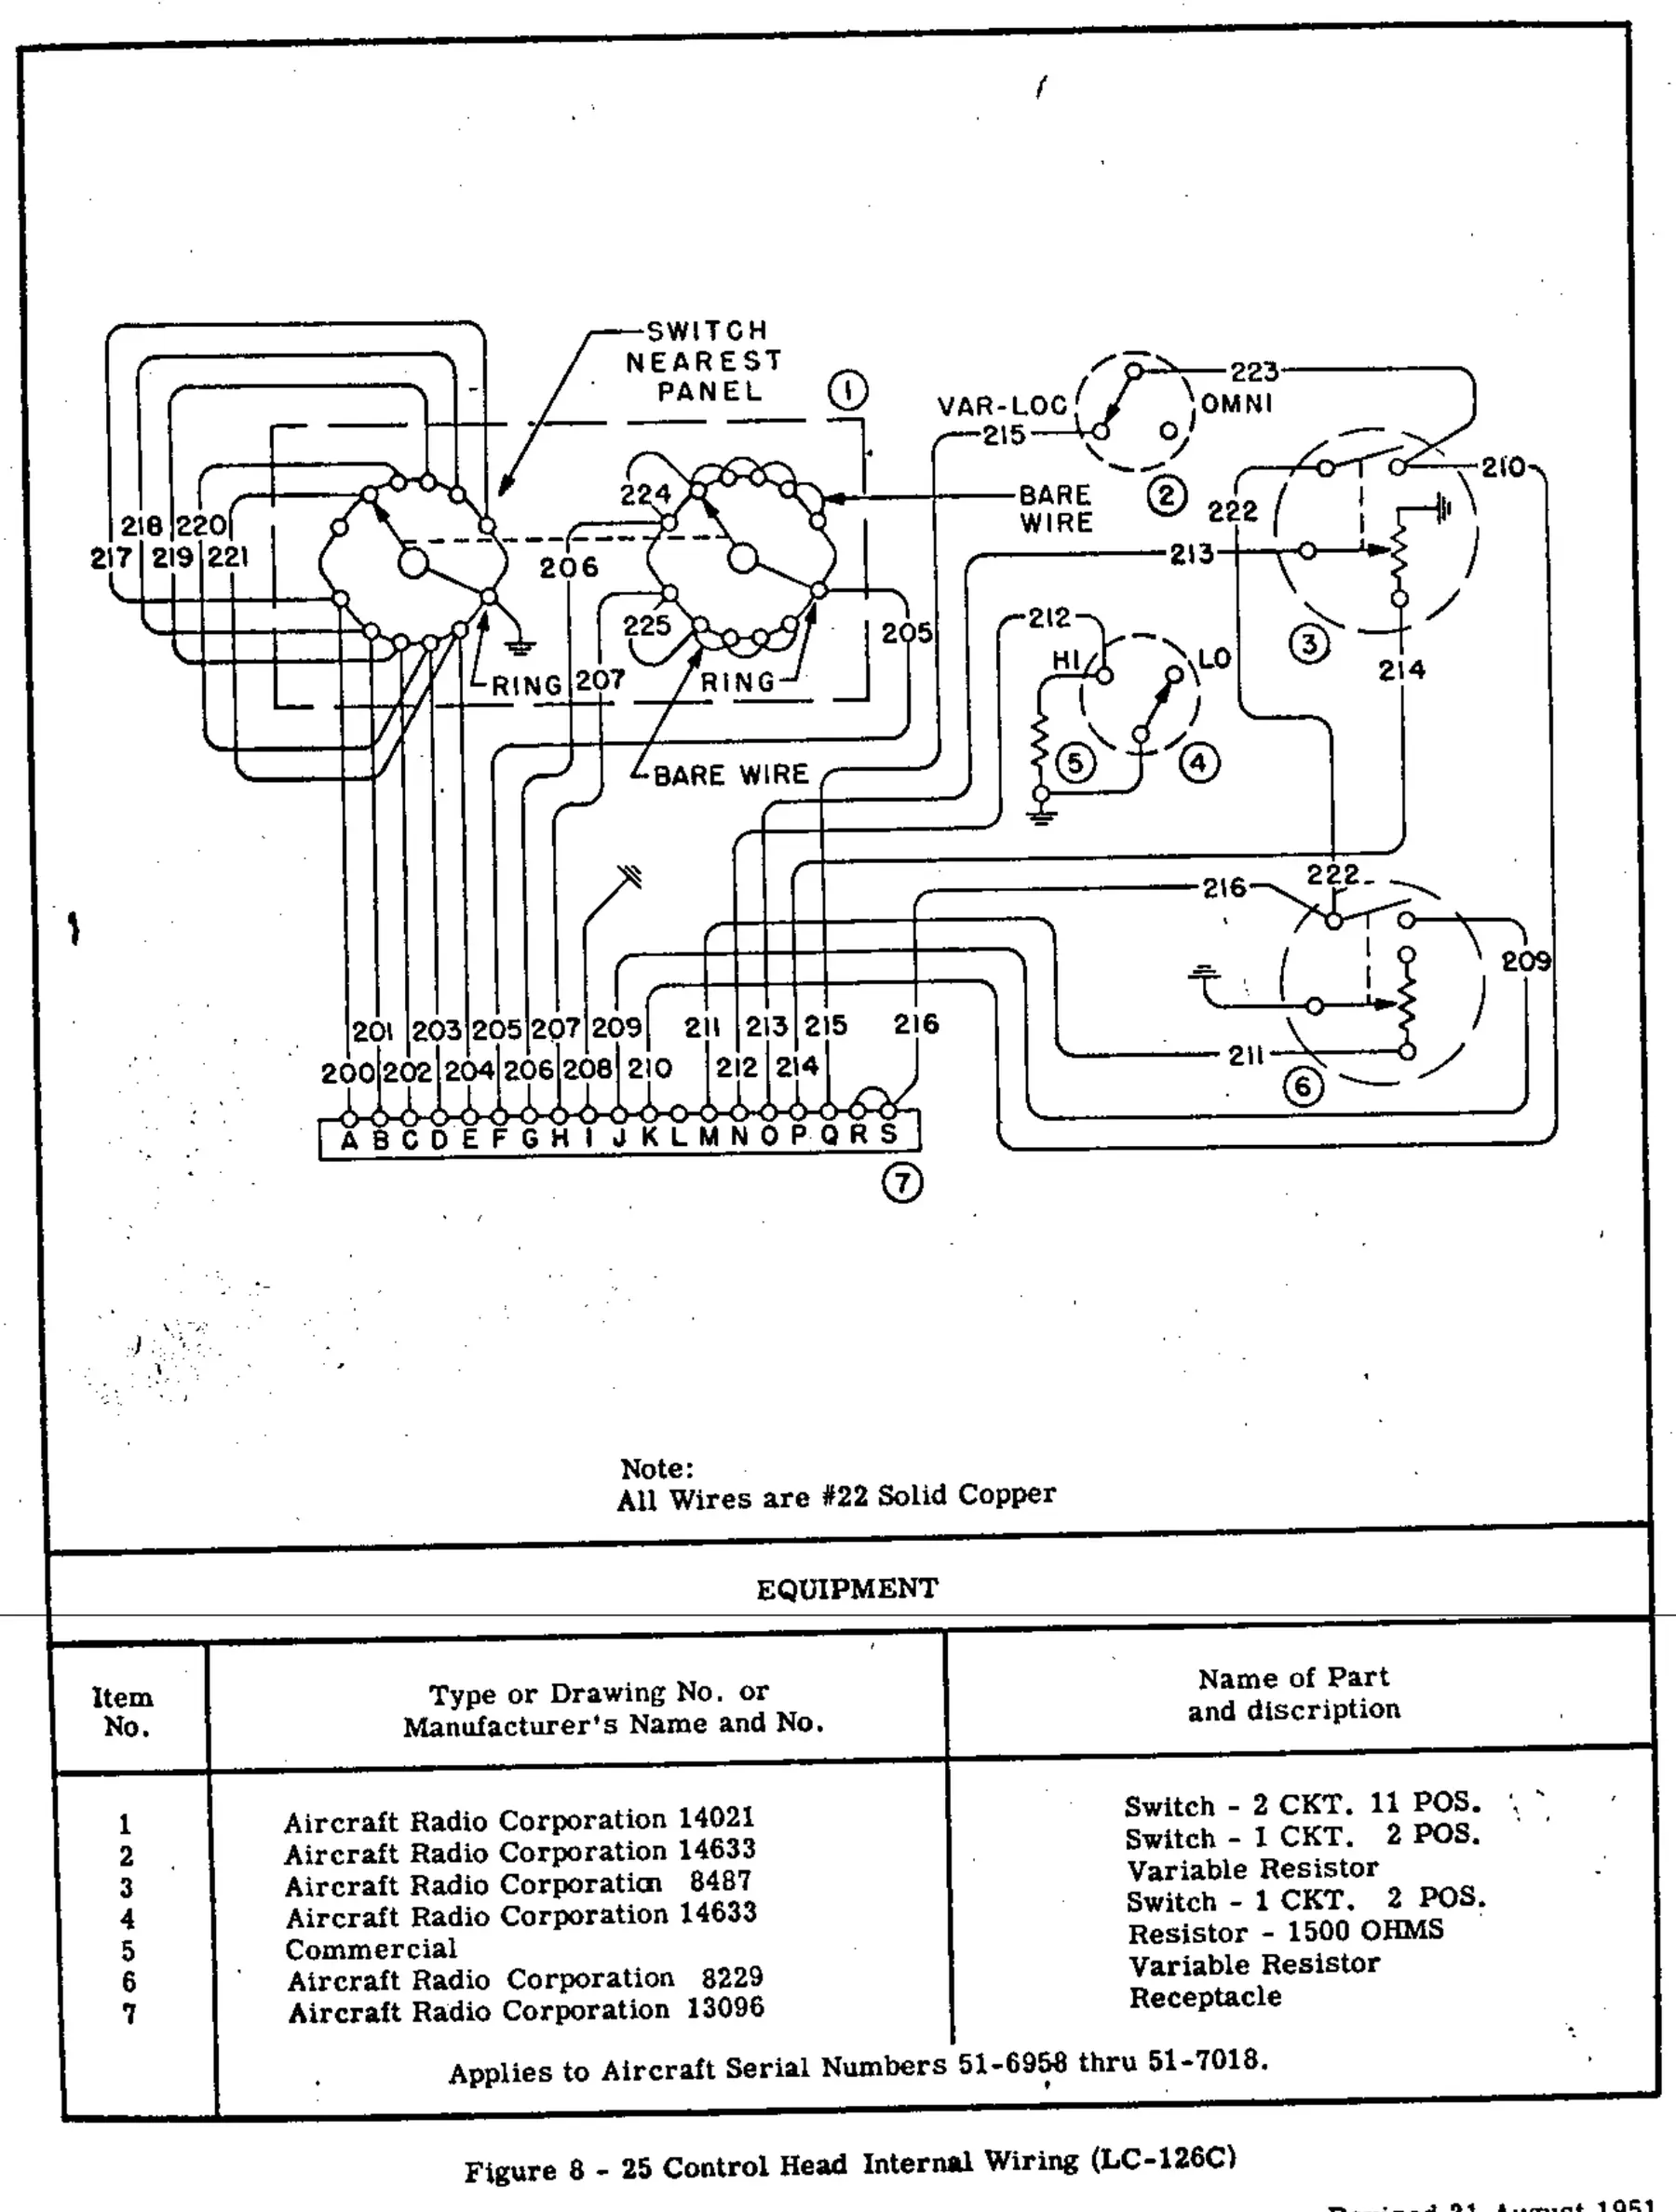 SWITCH
NEAREST
PANEL
1
VAR-LOC
223
OMNI
215
2
210
224
BARE
WIRE
222
218 220
217 219 221
206
213
225
205
212
3
HI
LO
214
RING
207
RING
5
4
BARE WIRE
222
216
209
201 203 205 207 209 211 213 215 216
200 202 204 206 208 210 212 214
211
6
A B C D E F G H I J K L M N O P Q R S
7
Note:
All Wires are #22 Solid Copper
EQUIPMENT
Item
No.
Type or Drawing No. or
Manufacturer's Name and No.
Name of Part
and discription
1 Aircraft Radio Corporation 14021 Switch - 2 CKT. 11 POS.
2 Aircraft Radio Corporation 14633 Switch - 1 CKT. 2 POS.
3 Aircraft Radio Corporation 8487 Variable Resistor
4 Aircraft Radio Corporation 14633 Switch - 1 CKT. 2 POS.
5 Commercial Resistor - 1500 OHMS
6 Aircraft Radio Corporation 8229 Variable Resistor
7 Aircraft Radio Corporation 13096 Receptacle
Applies to Aircraft Serial Numbers 51-6958 thru 51-7018.
Figure 8 - 25 Control Head Internal Wiring (LC-126C)
Revised 21 August 1951